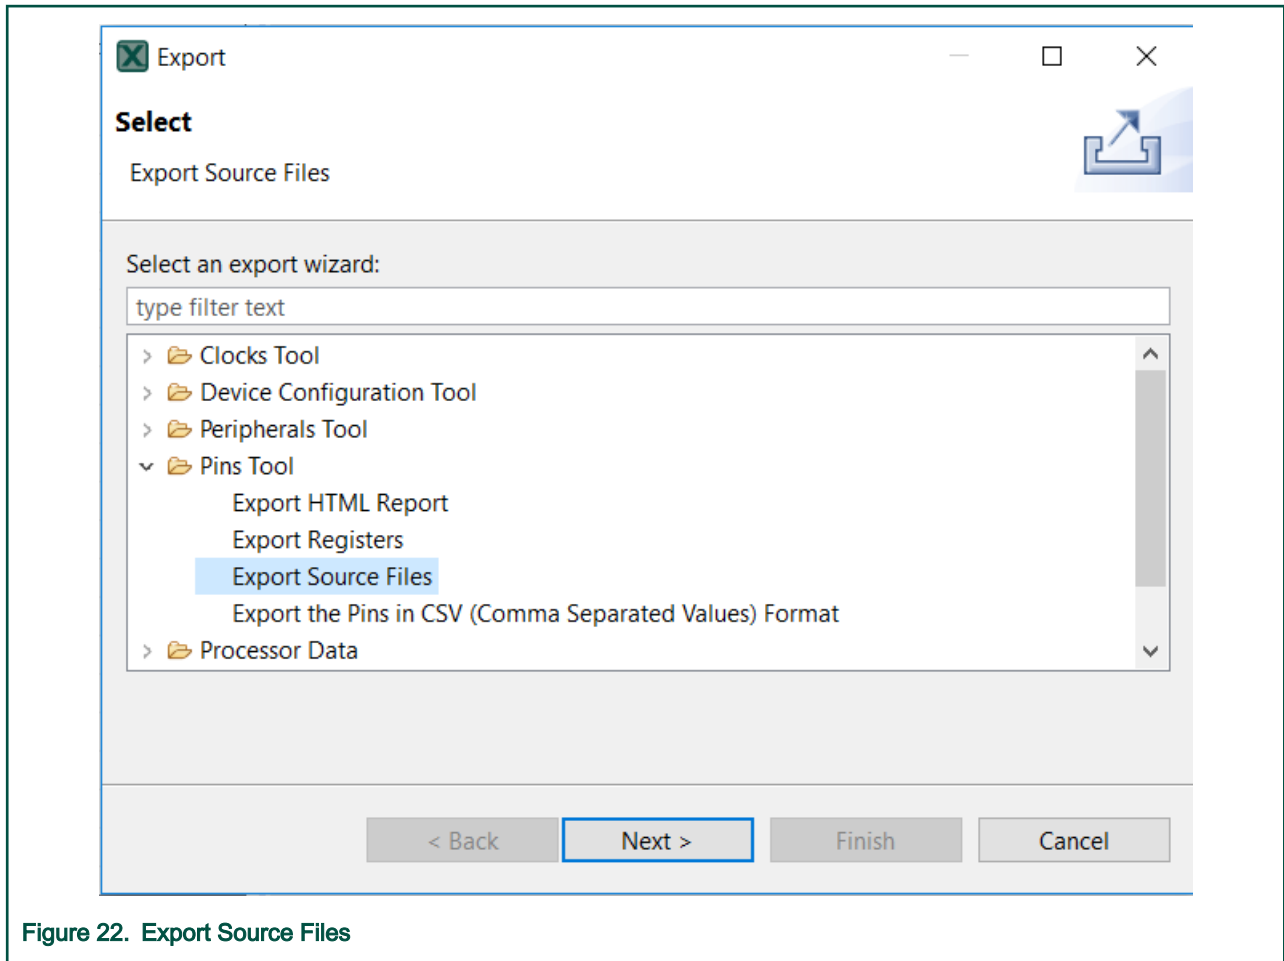 Export
Select
Export Source Files
Select an export wizard:
type filter text
Clocks Tool
Device Configuration Tool
Peripherals Tool
Pins Tool
Export HTML Report
Export Registers
Export Source Files
Export the Pins in CSV (Comma Separated Values) Format
Processor Data
< Back Next > Finish Cancel
Figure 22. Export Source Files